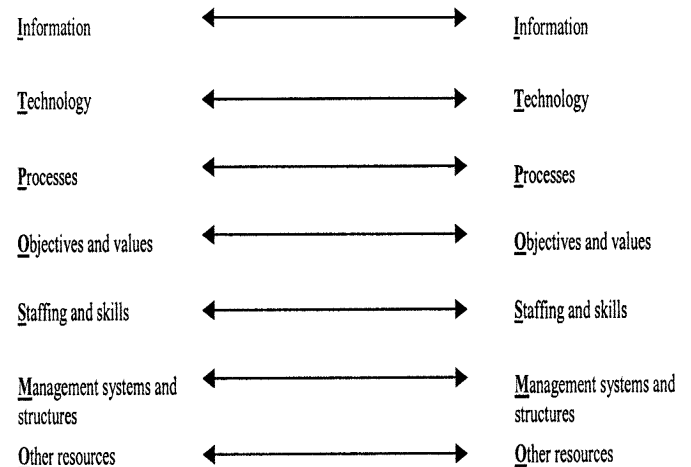 Information Information
Technology Technology
Processes Processes
Objectives and values Objectives and values
Staffing and skills Staffing and skills
Management systems and Management systems and
structures structures
Other resources Other resources